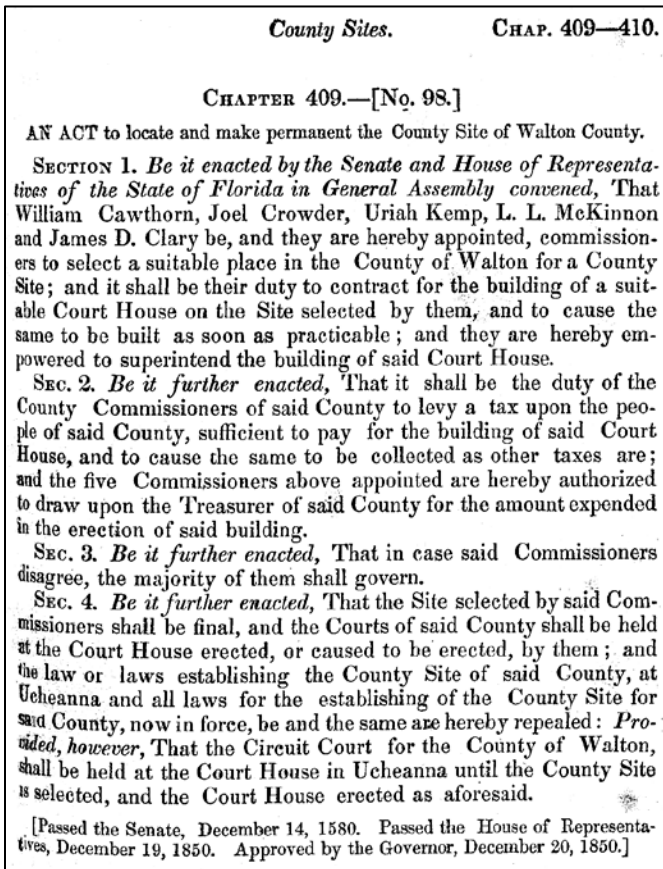 County Sites. CHAP. 409—410.
CHAPTER 409.—[No. 98.]
AN ACT to locate and make permanent the County Site of Walton County.
SECTION 1. Be it enacted by the Senate and House of Representa-
tives of the State of Florida in General Assembly convened, That
William Cawthorn, Joel Crowder, Uriah Kemp, L. L. McKinnon
and James D. Clary be, and they are hereby appointed, commission-
ers to select a suitable place in the County of Walton for a County
Site; and it shall be their duty to contract for the building of a suit-
able Court House on the Site selected by them, and to cause the
same to be built as soon as practicable; and they are hereby em-
powered to superintend the building of said Court House.
SEC. 2. Be it further enacted, That it shall be the duty of the
County Commissioners of said County to levy a tax upon the peo-
ple of said County, sufficient to pay for the building of said Court
House, and to cause the same to be collected as other taxes are;
and the five Commissioners above appointed are hereby authorized
to draw upon the Treasurer of said County for the amount expended
in the erection of said building.
SEC. 3. Be it further enacted, That in case said Commissioners
disagree, the majority of them shall govern.
SEC. 4. Be it further enacted, That the Site selected by said Com-
missioners shall be final, and the Courts of said County shall be held
at the Court House erected, or caused to be erected, by them; and
the law or laws establishing the County Site of said County, at
Ucheanna and all laws for the establishing of the County Site for
said County, now in force, be and the same are hereby repealed: Pro-
vided, however, That the Circuit Court for the County of Walton,
shall be held at the Court House in Ucheanna until the County Site
is selected, and the Court House erected as aforesaid.
[Passed the Senate, December 14, 1580. Passed the House of Representa-
tives, December 19, 1850. Approved by the Governor, December 20, 1850.]